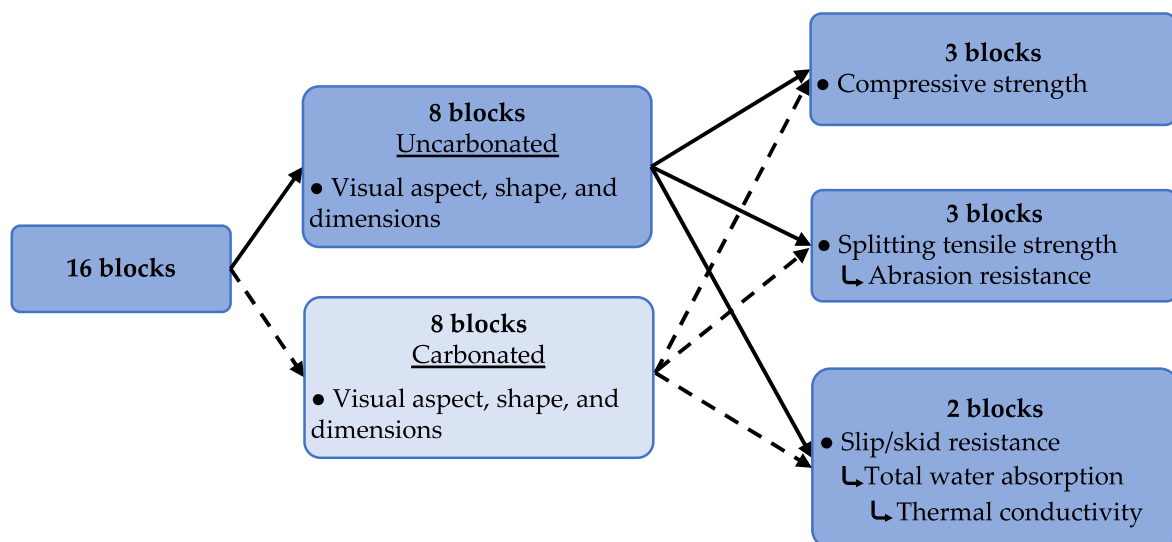 16 blocks
8 blocks
Uncarbonated
● Visual aspect, shape, and
dimensions
8 blocks
Carbonated
● Visual aspect, shape, and
dimensions
3 blocks
● Compressive strength
3 blocks
● Splitting tensile strength
Abrasion resistance
2 blocks
● Slip/skid resistance
Total water absorption
Thermal conductivity